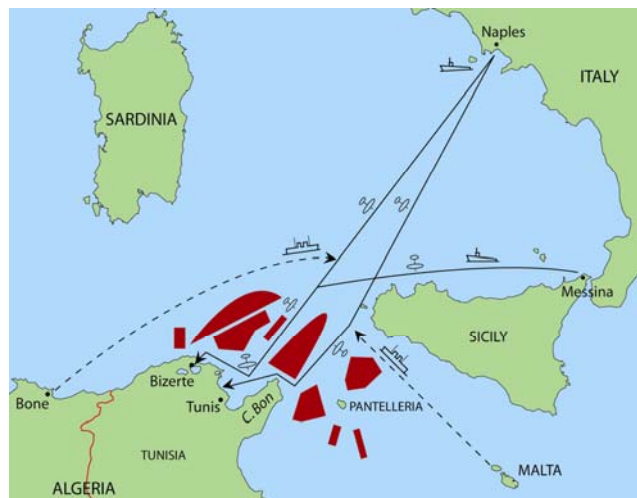 Naples
ITALY
SARDINIA
Messina
SICILY
Bizerte
Bone
Tunis
C. Bon
PANTELLERIA
TUNISIA
MALTA
ALGERIA